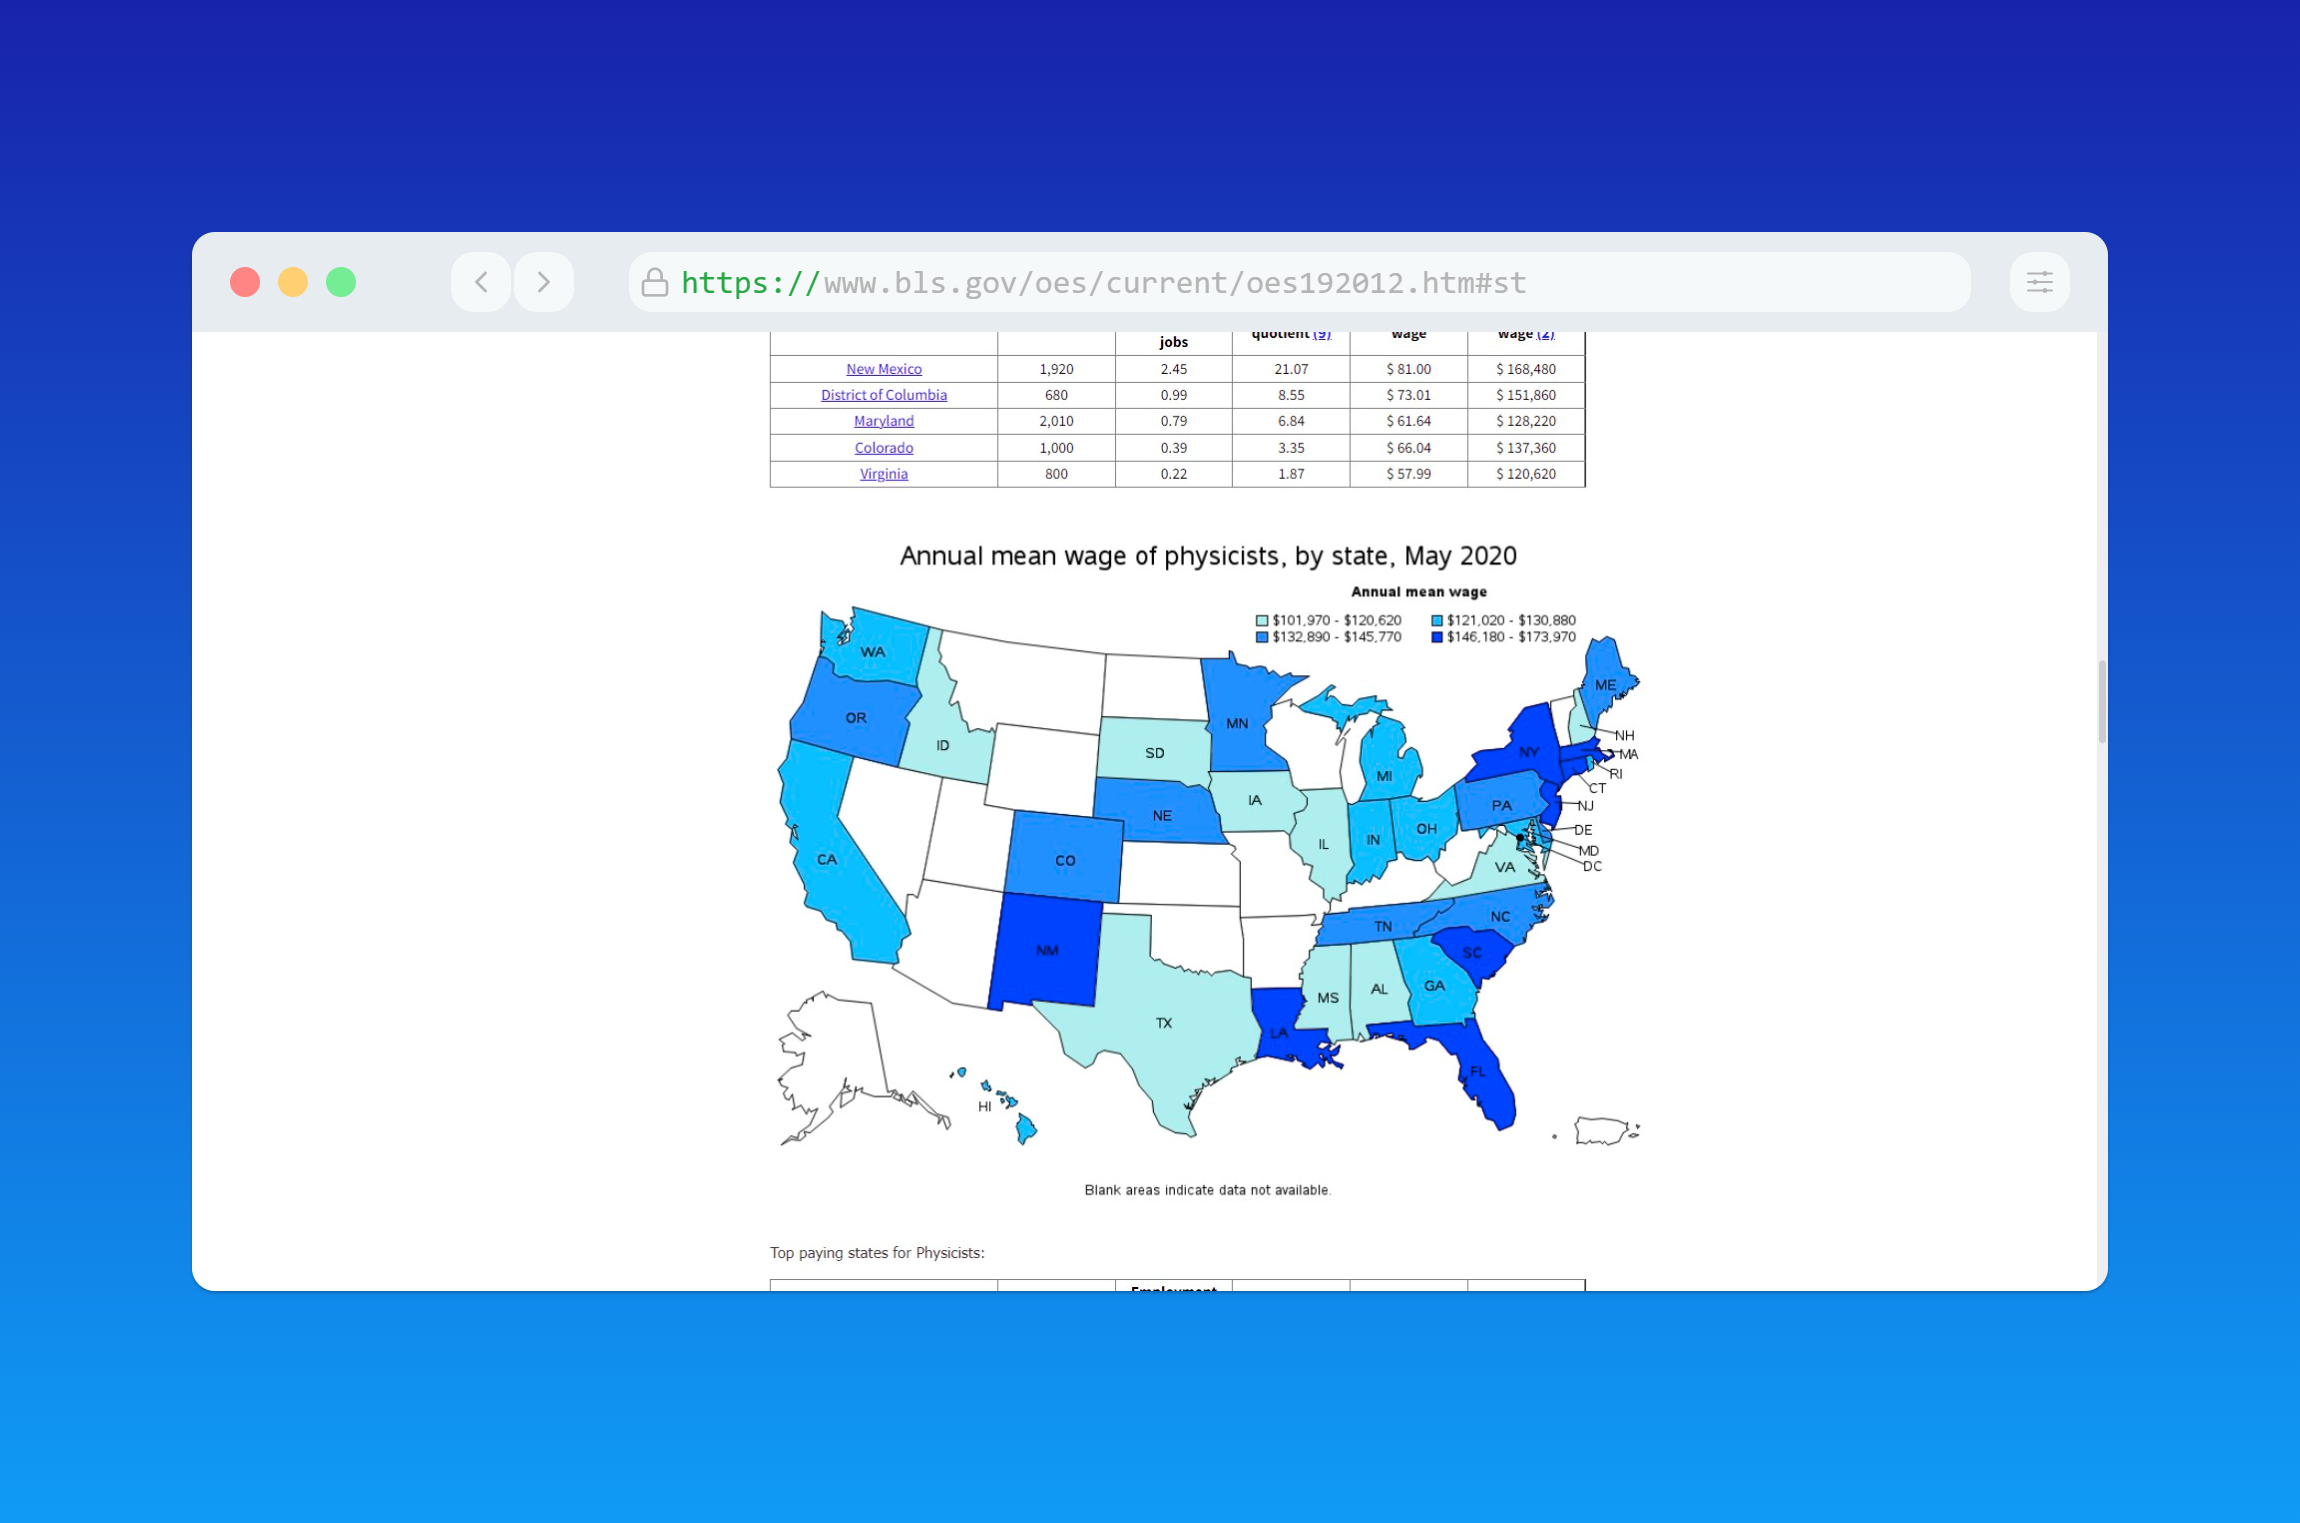 https://www.bls.gov/oes/current/oes192012.htm#st
jobs quotient (9) wage wage (2)
New Mexico 1,920 2.45 21.07 $ 81.00 $ 168,480
District of Columbia 680 0.99 8.55 $ 73.01 $ 151,860
Maryland 2,010 0.79 6.84 $ 61.64 $ 128,220
Colorado 1,000 0.39 3.35 $ 66.04 $ 137,360
Virginia 800 0.22 1.87 $ 57.99 $ 120,620
Annual mean wage of physicists, by state, May 2020
Annual mean wage
$101,970 - $120,620 $121,020 - $130,880
$132,890 - $145,770 $146,180 - $173,970
WA
ME
OR
MN
NH
ID
SD
NY
MA
MI
RI
CT
IA
PA
NJ
NE
OH
DE
IN
IL
MD
CO
CA
VA
DC
NC
TN
NM
SC
GA
AL
MS
TX
LA
FL
HI
Blank areas indicate data not available.
Top paying states for Physicists:
Employment